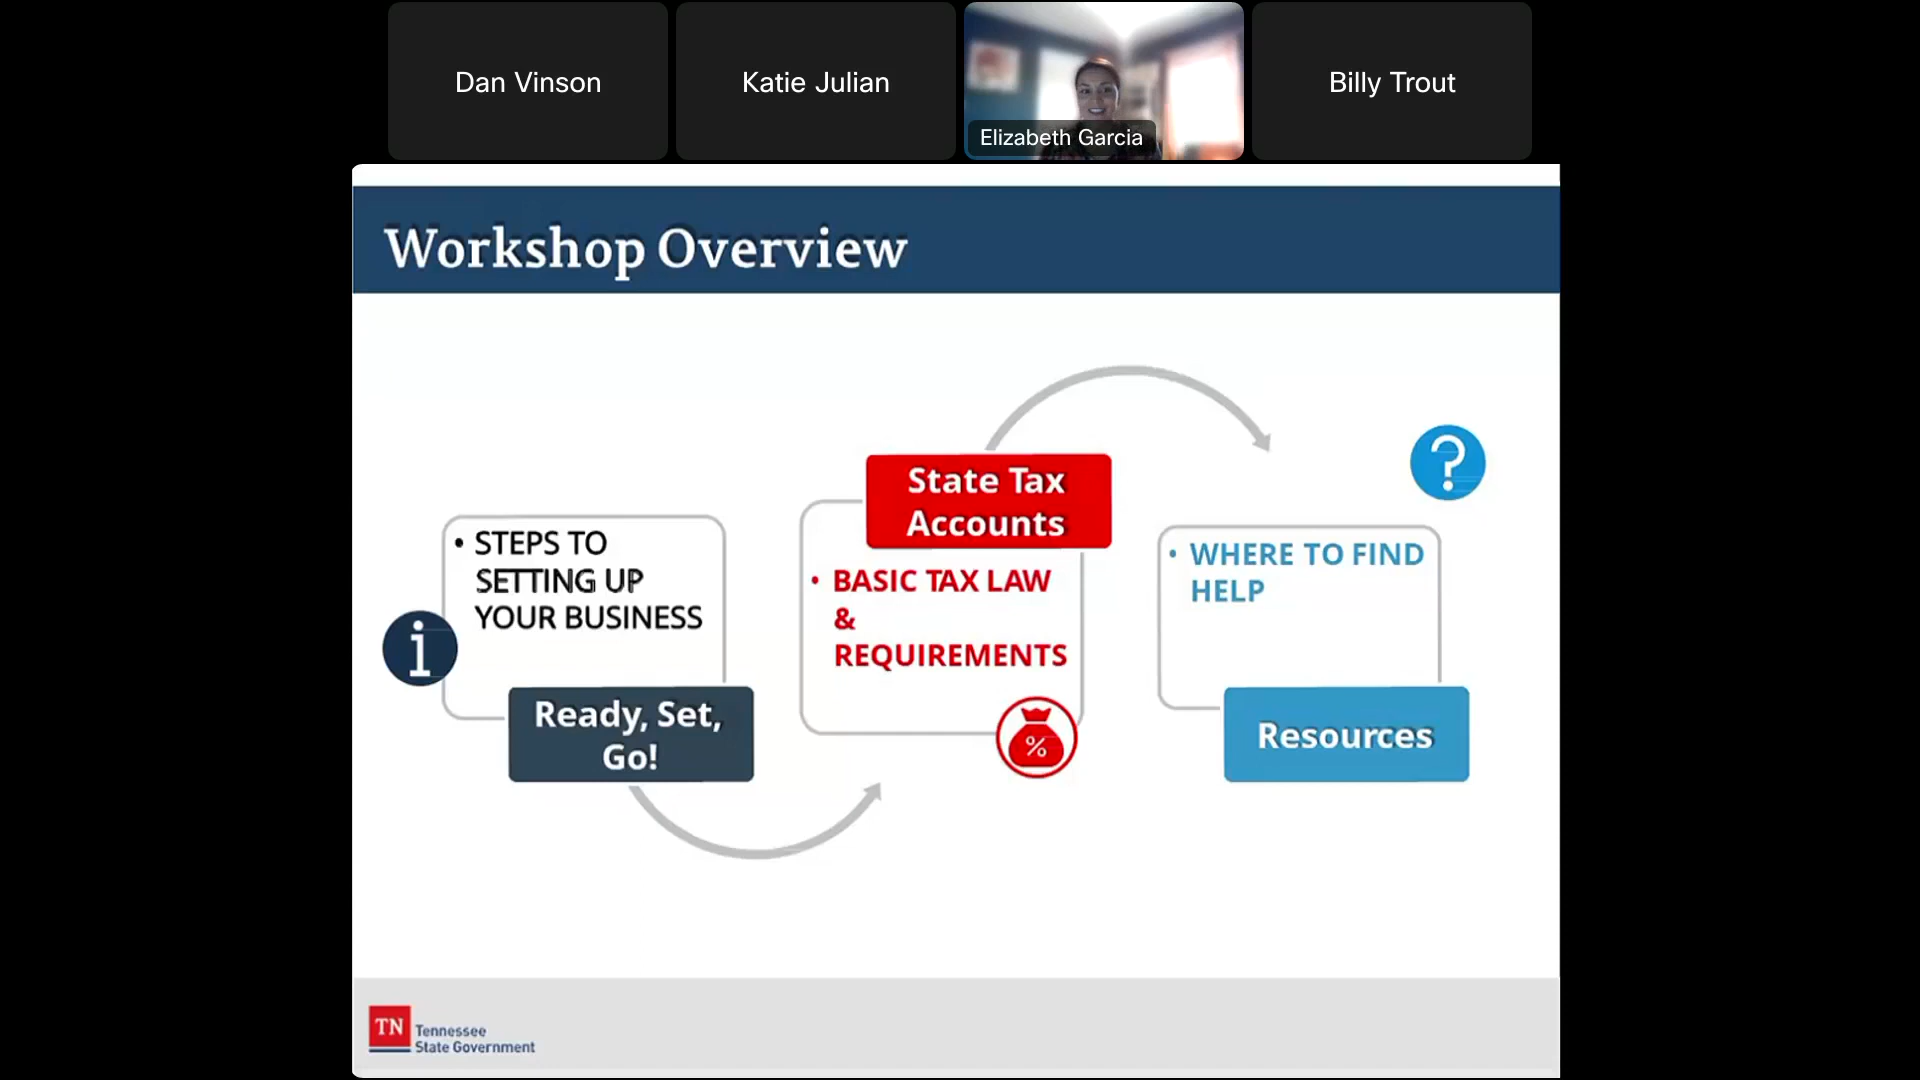 Dan Vinson
Katie Julian
Elizabeth Garcia
Billy Trout
Workshop Overview
• STEPS TO
SETTING UP
YOUR BUSINESS
i
Ready, Set,
Go!
State Tax
Accounts
• BASIC TAX LAW
&
REQUIREMENTS
%
?
• WHERE TO FIND
HELP
Resources
TN
Tennessee
State Government